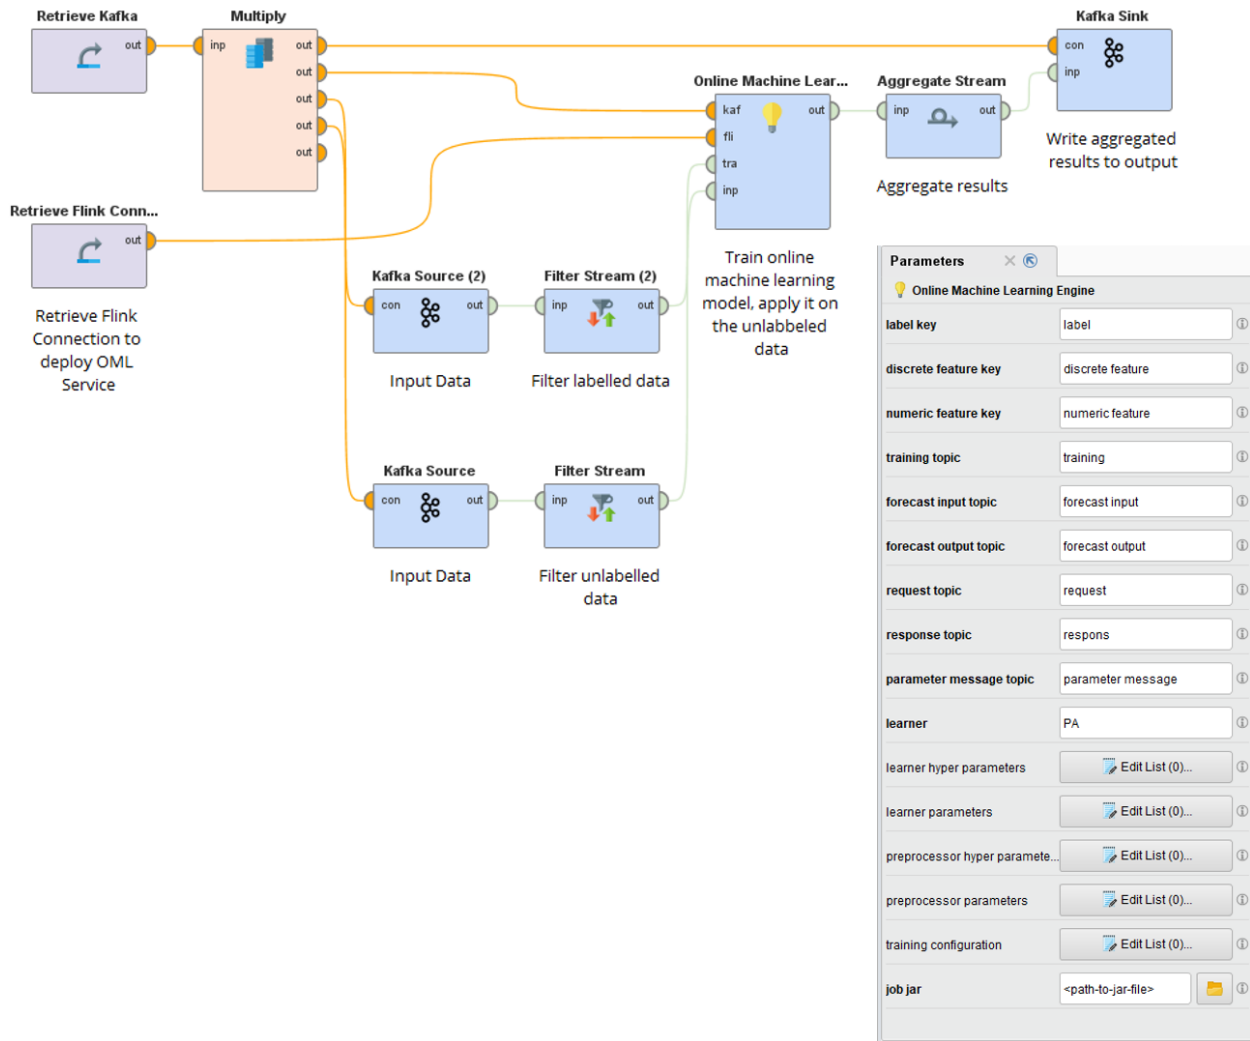 Retrieve Kafka
out
Multiply
inp
out
out
out
out
out
Retrieve Flink Conn...
out
Retrieve Flink
Connection to
deploy OML
Service
Kafka Source (2)
con
out
Input Data
Filter Stream (2)
inp
out
Filter labelled data
Kafka Source
con
out
Input Data
Filter Stream
inp
out
Filter unlabelled
data
Online Machine Lear...
kaf
out
fli
tra
inp
Train online
machine learning
model, apply it on
the unlabbeled
data
Aggregate Stream
inp
out
Aggregate results
Kafka Sink
con
inp
Write aggregated
results to output
Parameters
Online Machine Learning Engine
label key
label
discrete feature key
discrete feature
numeric feature key
numeric feature
training topic
training
forecast input topic
forecast input
forecast output topic
forecast output
request topic
request
response topic
respons
parameter message topic
parameter message
learner
PA
learner hyper parameters
Edit List (0)...
learner parameters
Edit List (0)...
preprocessor hyper paramete...
Edit List (0)...
preprocessor parameters
Edit List (0)...
training configuration
Edit List (0)...
job jar
<path-to-jar-file>